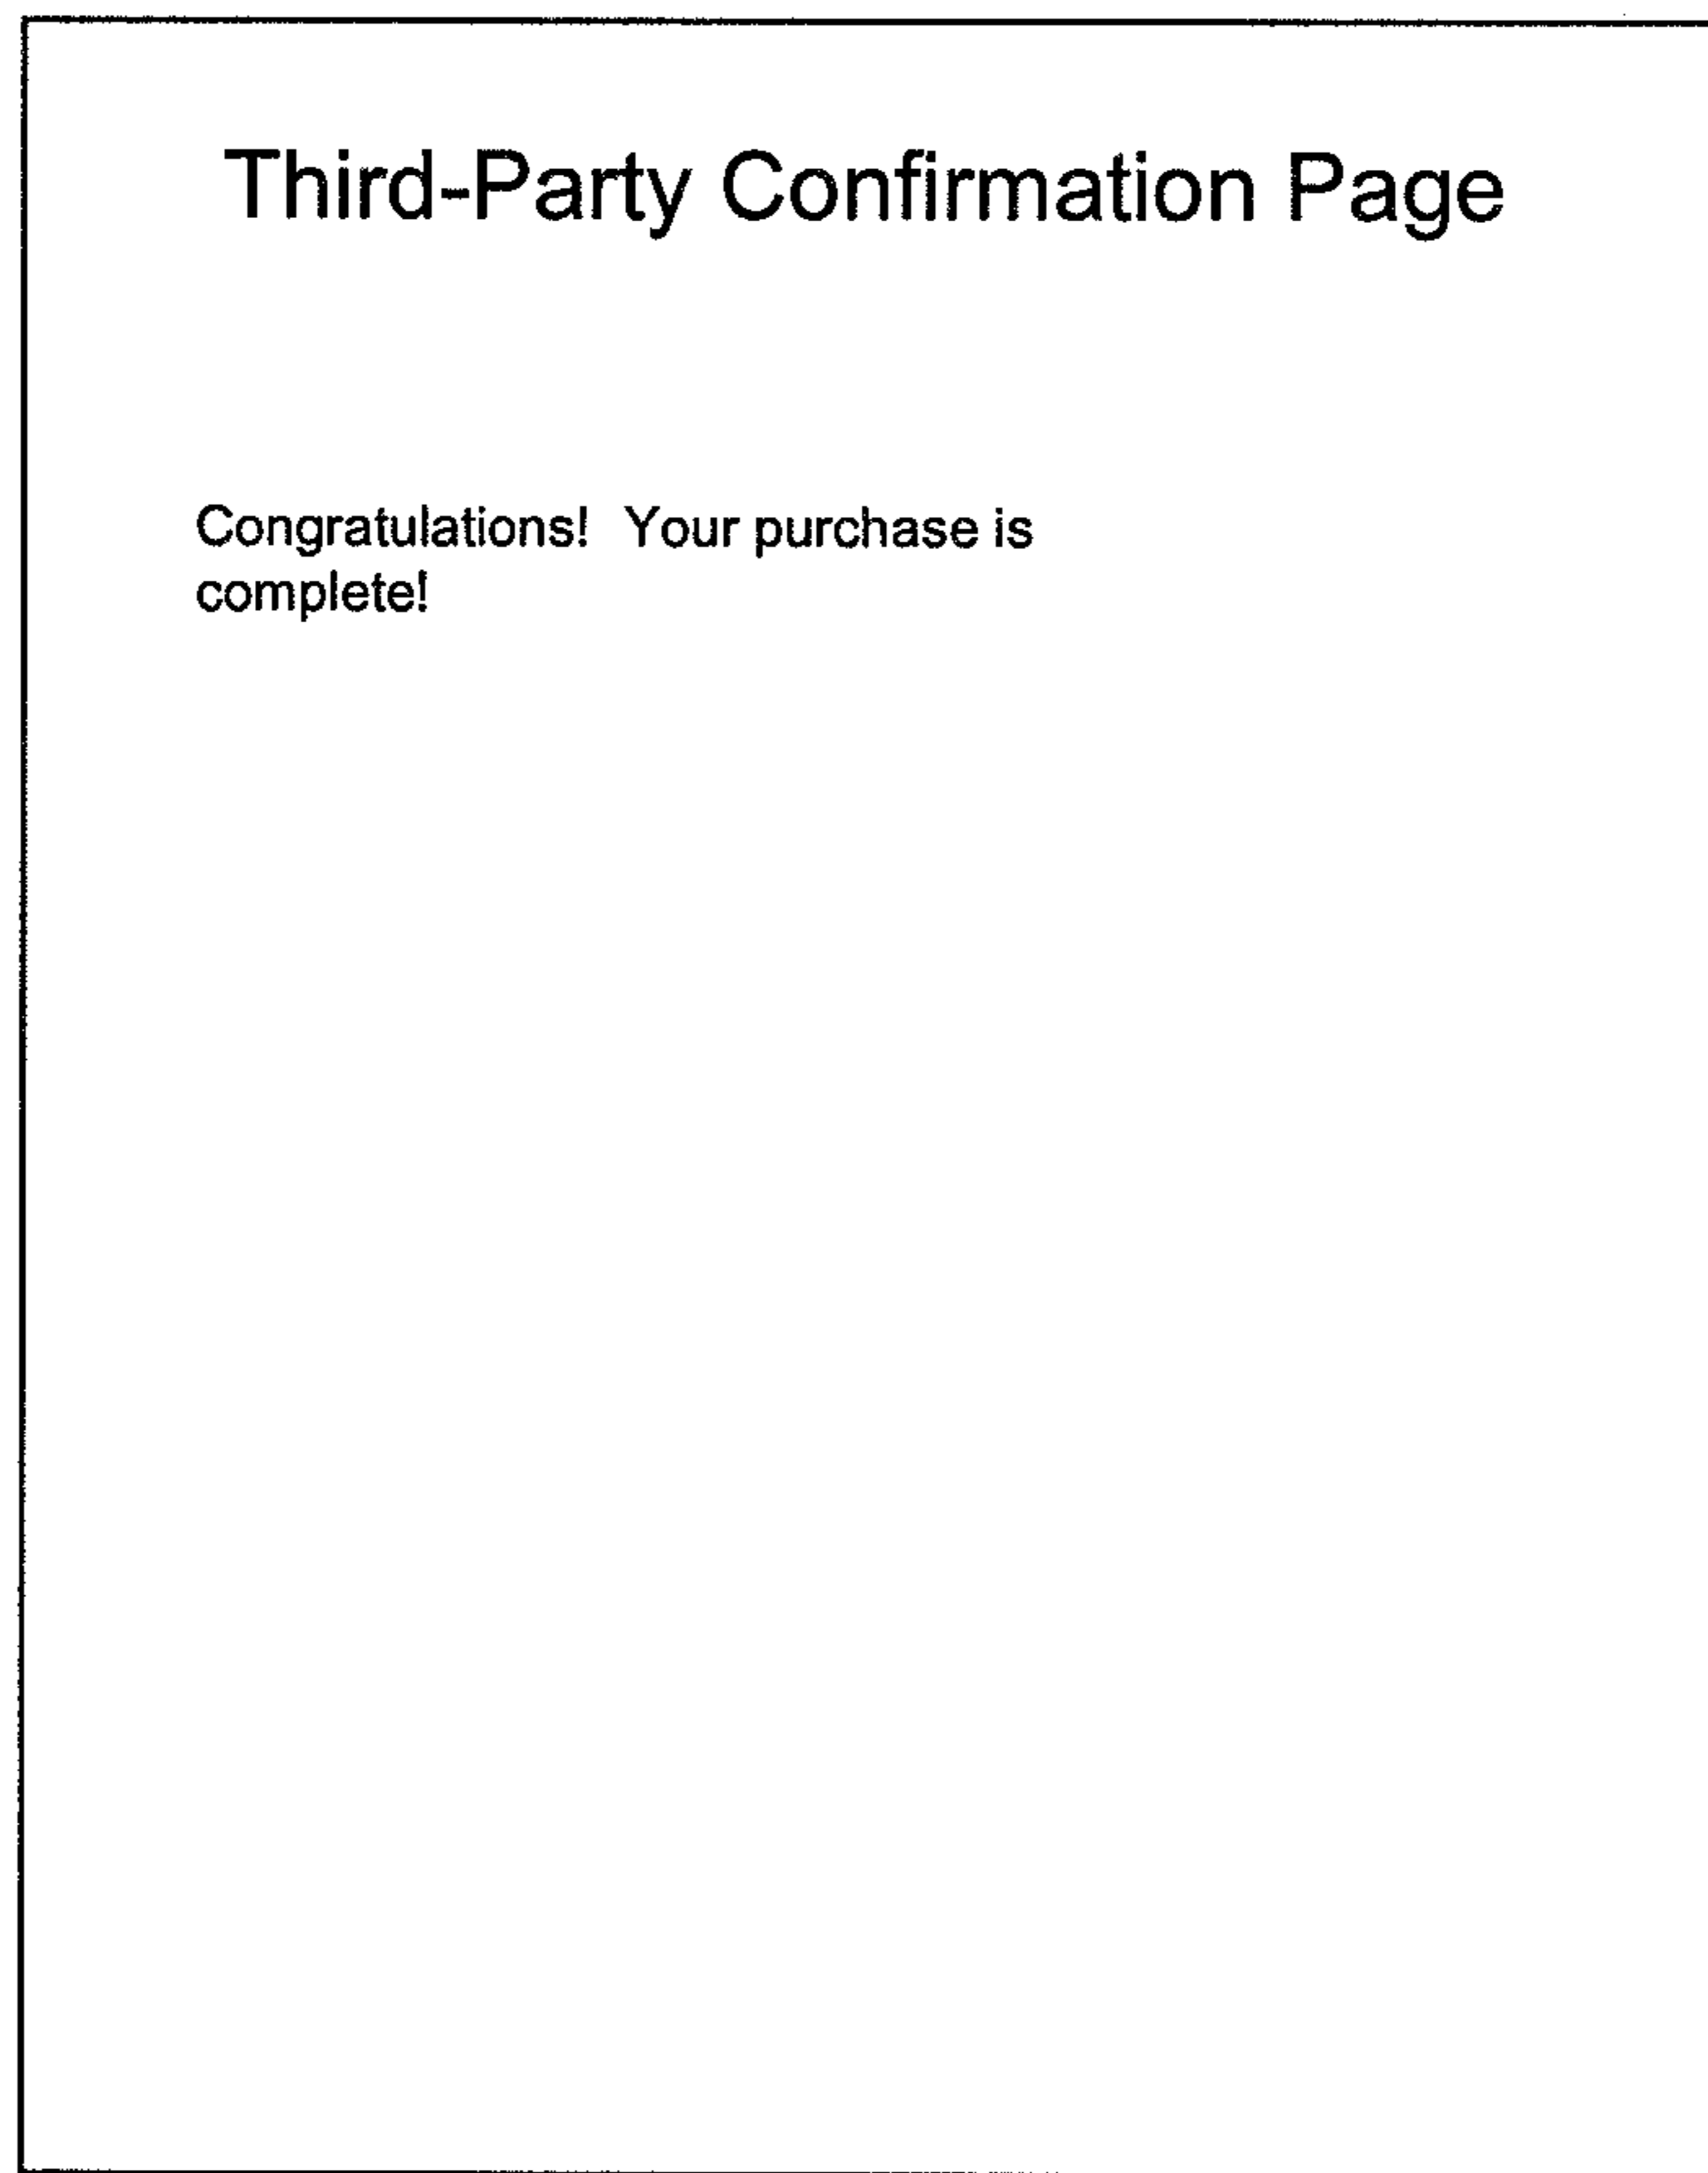 Third-Party Confirmation Page
Congratulations!  Your purchase is
complete!